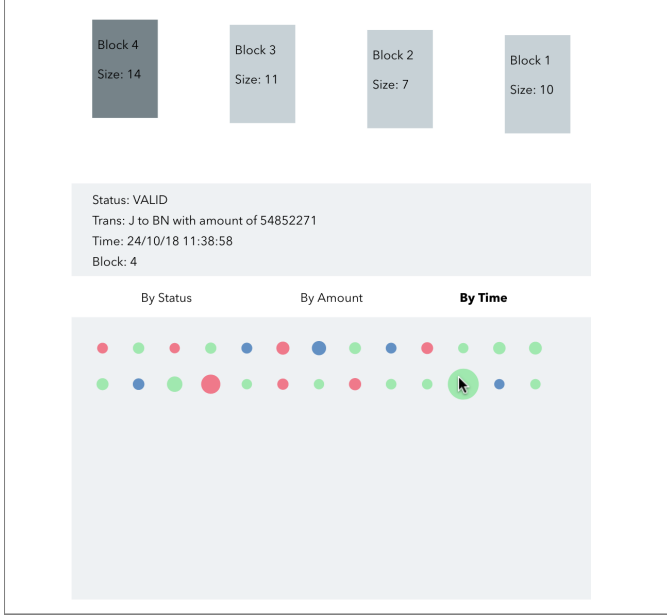 Block 4
Size: 14
Block 3
Size: 11
Block 2
Size: 7
Block 1
Size: 10
Status: VALID
Trans: J to BN with amount of 54852271
Time: 24/10/18 11:38:58
Block: 4
By Status
By Amount
By Time